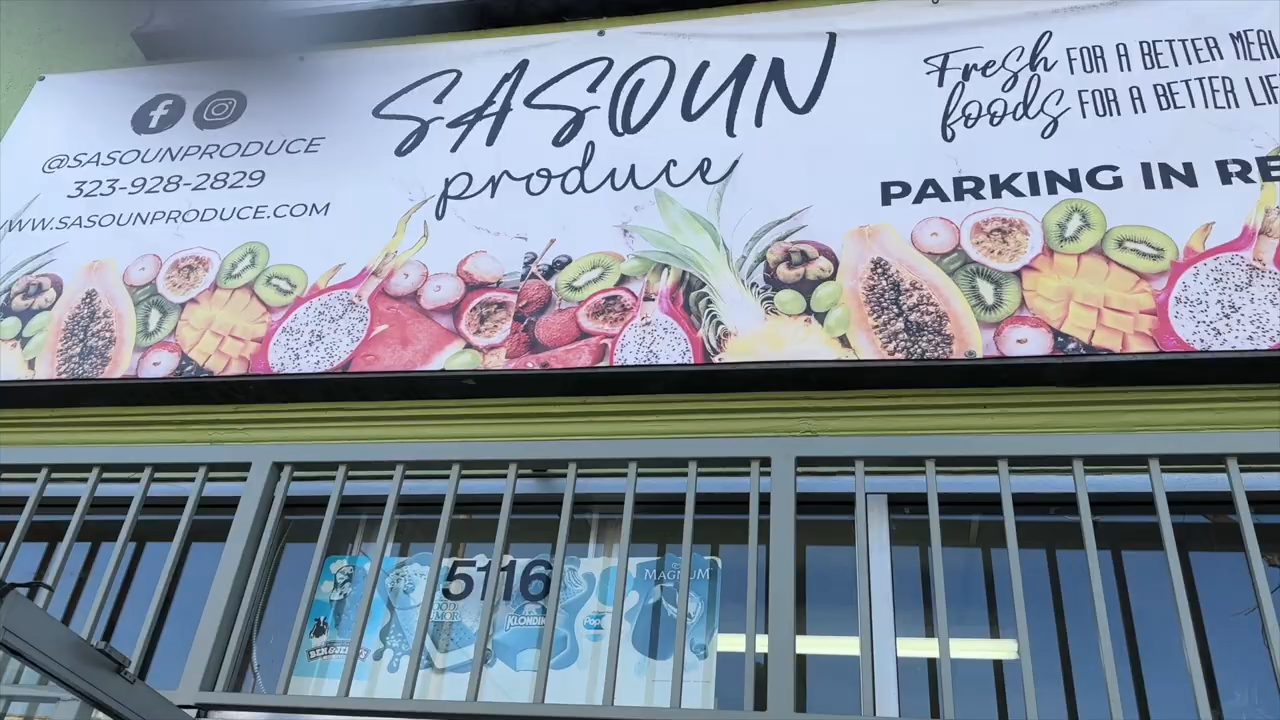 @SASOUNPRODUCE
323-928-2829
WWW.SASOUNPRODUCE.COM
SASOUN
produce
Fresh FOR A BETTER MEAL
foods FOR A BETTER LIF
PARKING IN RE
5116
BEN&JERRY'S
KLONDIK
Pop
MAGNUM